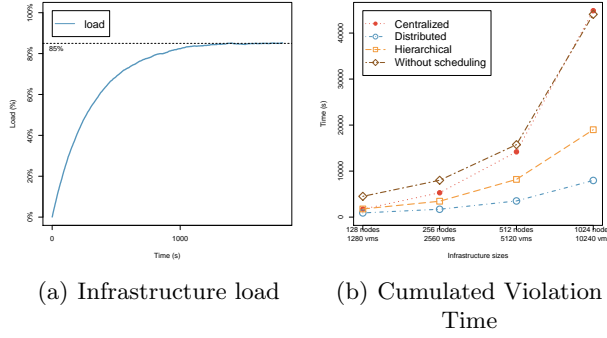 100%
80%
60%
40%
20%
0%
Load (%)
load
85%
0
1000
Time (s)
(a) Infrastructure load
40000
30000
20000
10000
0
Time (s)
Centralized
Distributed
Hierarchical
Without scheduling
128 nodes
1280 vms
256 nodes
2560 vms
512 nodes
5120 vms
1024 nodes
10240 vms
Infrastructure sizes
(b) Cumulated Violation
Time